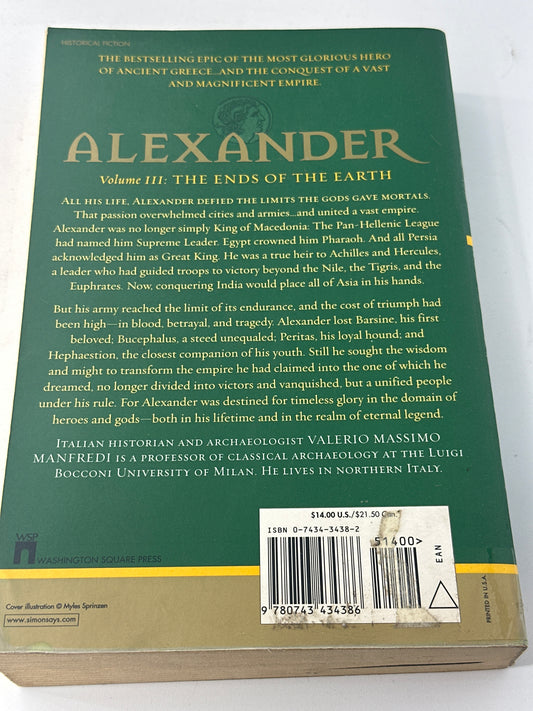 HISTORICAL FICTION
THE BESTSELLING EPIC OF THE MOST GLORIOUS HERO
OF ANCIENT GREECE...AND THE CONQUEST OF A VAST
AND MAGNIFICENT EMPIRE.
ALEXANDER
Volume III: THE ENDS OF THE EARTH
ALL HIS LIFE, ALEXANDER DEFIED THE LIMITS THE GODS GAVE MORTALS.
That passion overwhelmed cities and armies...and united a vast empire.
Alexander was no longer simply King of Macedonia: The Pan-Hellenic League
had named him Supreme Leader. Egypt crowned him Pharaoh. And all Persia
acknowledged him as Great King. He was a true heir to Achilles and Hercules,
a leader who had guided troops to victory beyond the Nile, the Tigris, and the
Euphrates. Now, conquering India would place all of Asia in his hands.
But his army reached the limit of its endurance, and the cost of triumph had
been high—in blood, betrayal, and tragedy. Alexander lost Barsine, his first
beloved; Bucephalus, a steed unequaled; Peritas, his loyal hound; and
Hephaestion, the closest companion of his youth. Still he sought the wisdom
and might to transform the empire he had claimed into the one of which he
dreamed, no longer divided into victors and vanquished, but a unified people
under his rule. For Alexander was destined for timeless glory in the domain of
heroes and gods—both in his lifetime and in the realm of eternal legend.
ITALIAN HISTORIAN AND ARCHAEOLOGIST VALERIO MASSIMO
MANFREDI IS A PROFESSOR OF CLASSICAL ARCHAEOLOGY AT THE LUIGI
BOCCONI UNIVERSITY OF MILAN. HE LIVES IN NORTHERN ITALY.
$14.00 U.S./$21.50 Can.
ISBN 0-7434-3438-2
51400>
EAN
9 780743 434386
WSP
WASHINGTON SQUARE PRESS
PRINTED IN U.S.A.
Cover illustration © Myles Sprinzen
www.simonsays.com